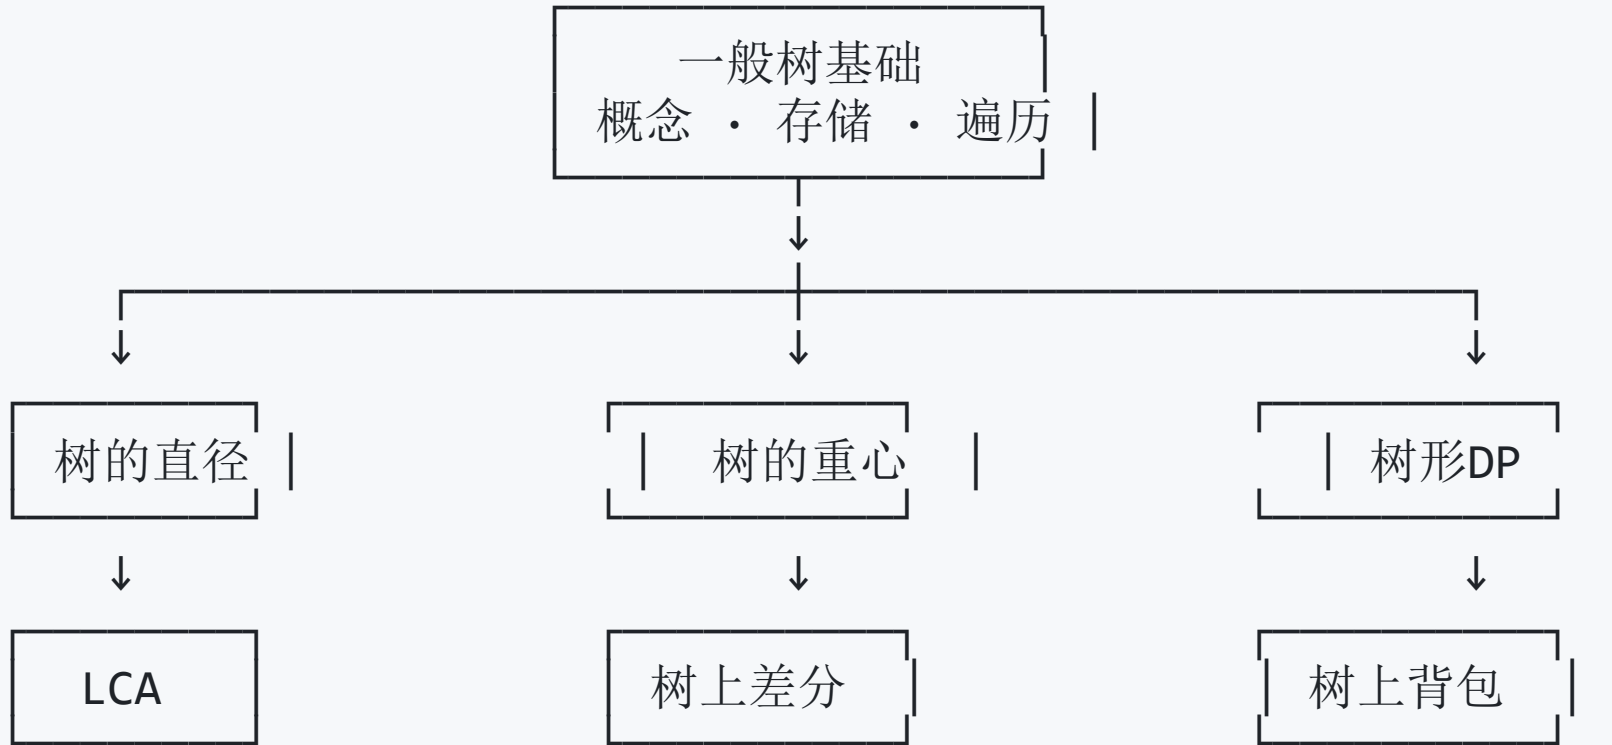 一般树基础
概念 · 存储 · 遍历
树的直径
树的重心
树形DP
LCA
树上差分
树上背包